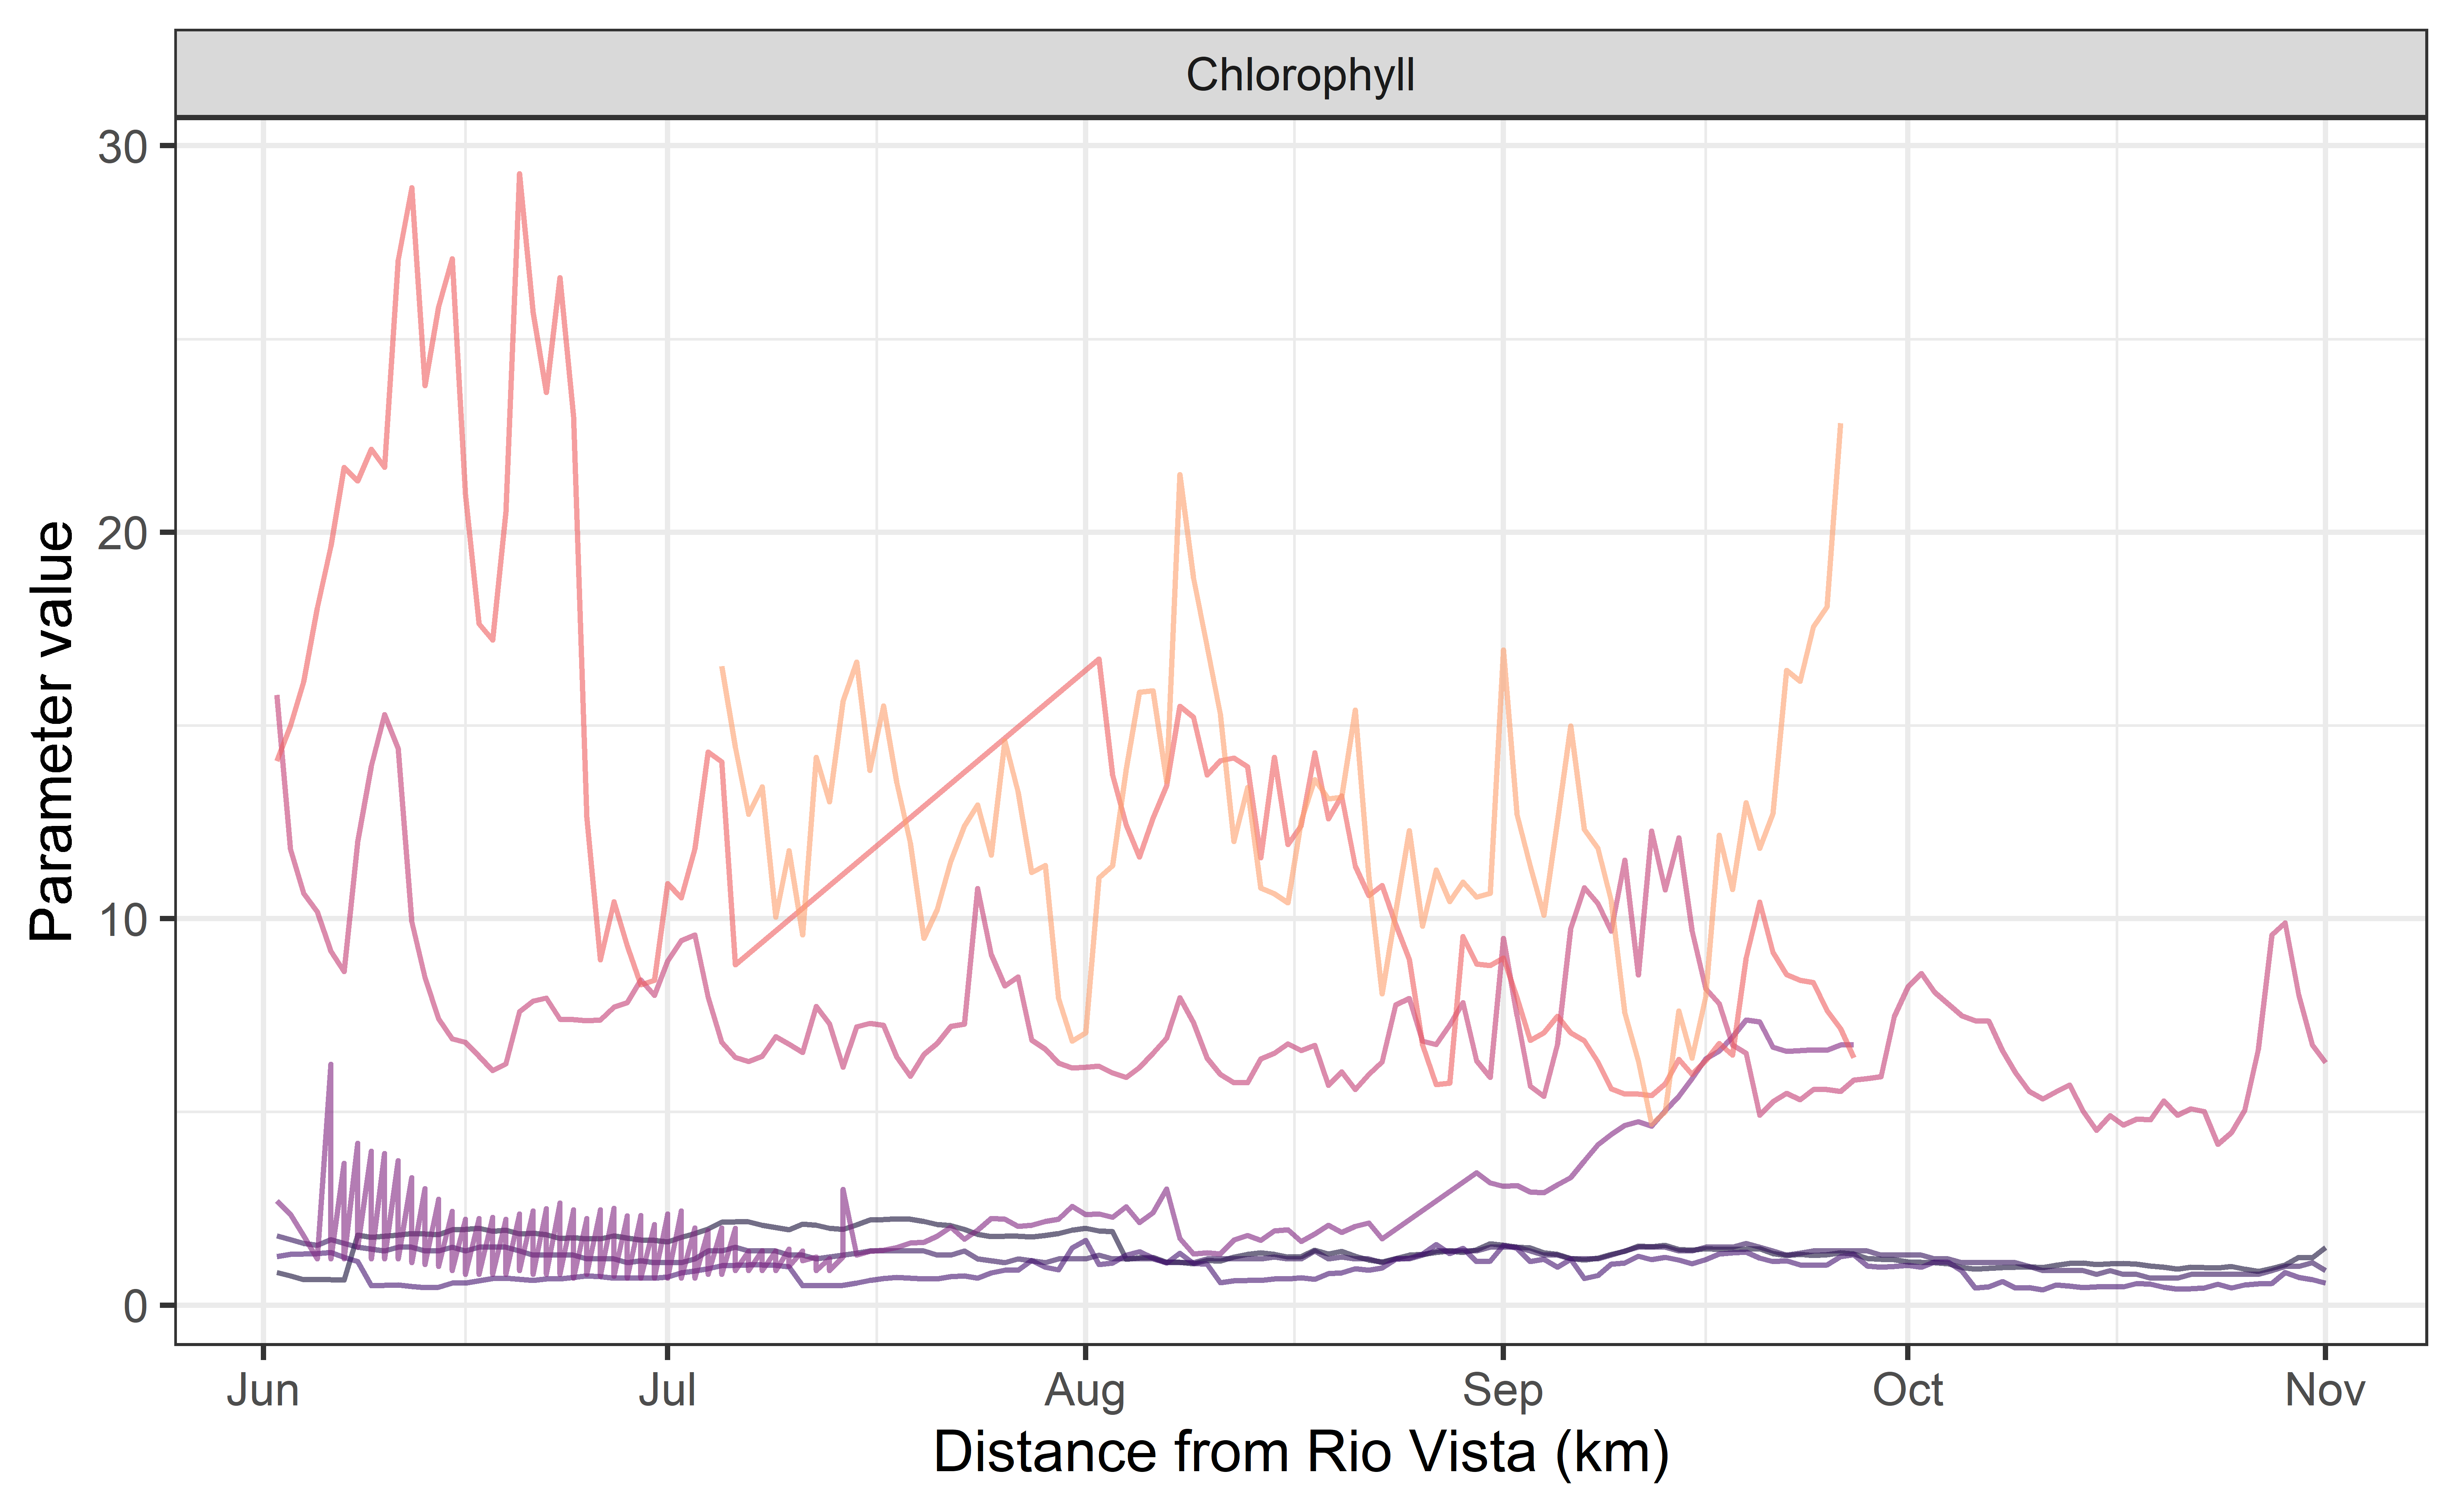 Chlorophyll
30
20
10
0
Parameter value
Jun Jul Aug Sep Oct Nov
Distance from Rio Vista (km)